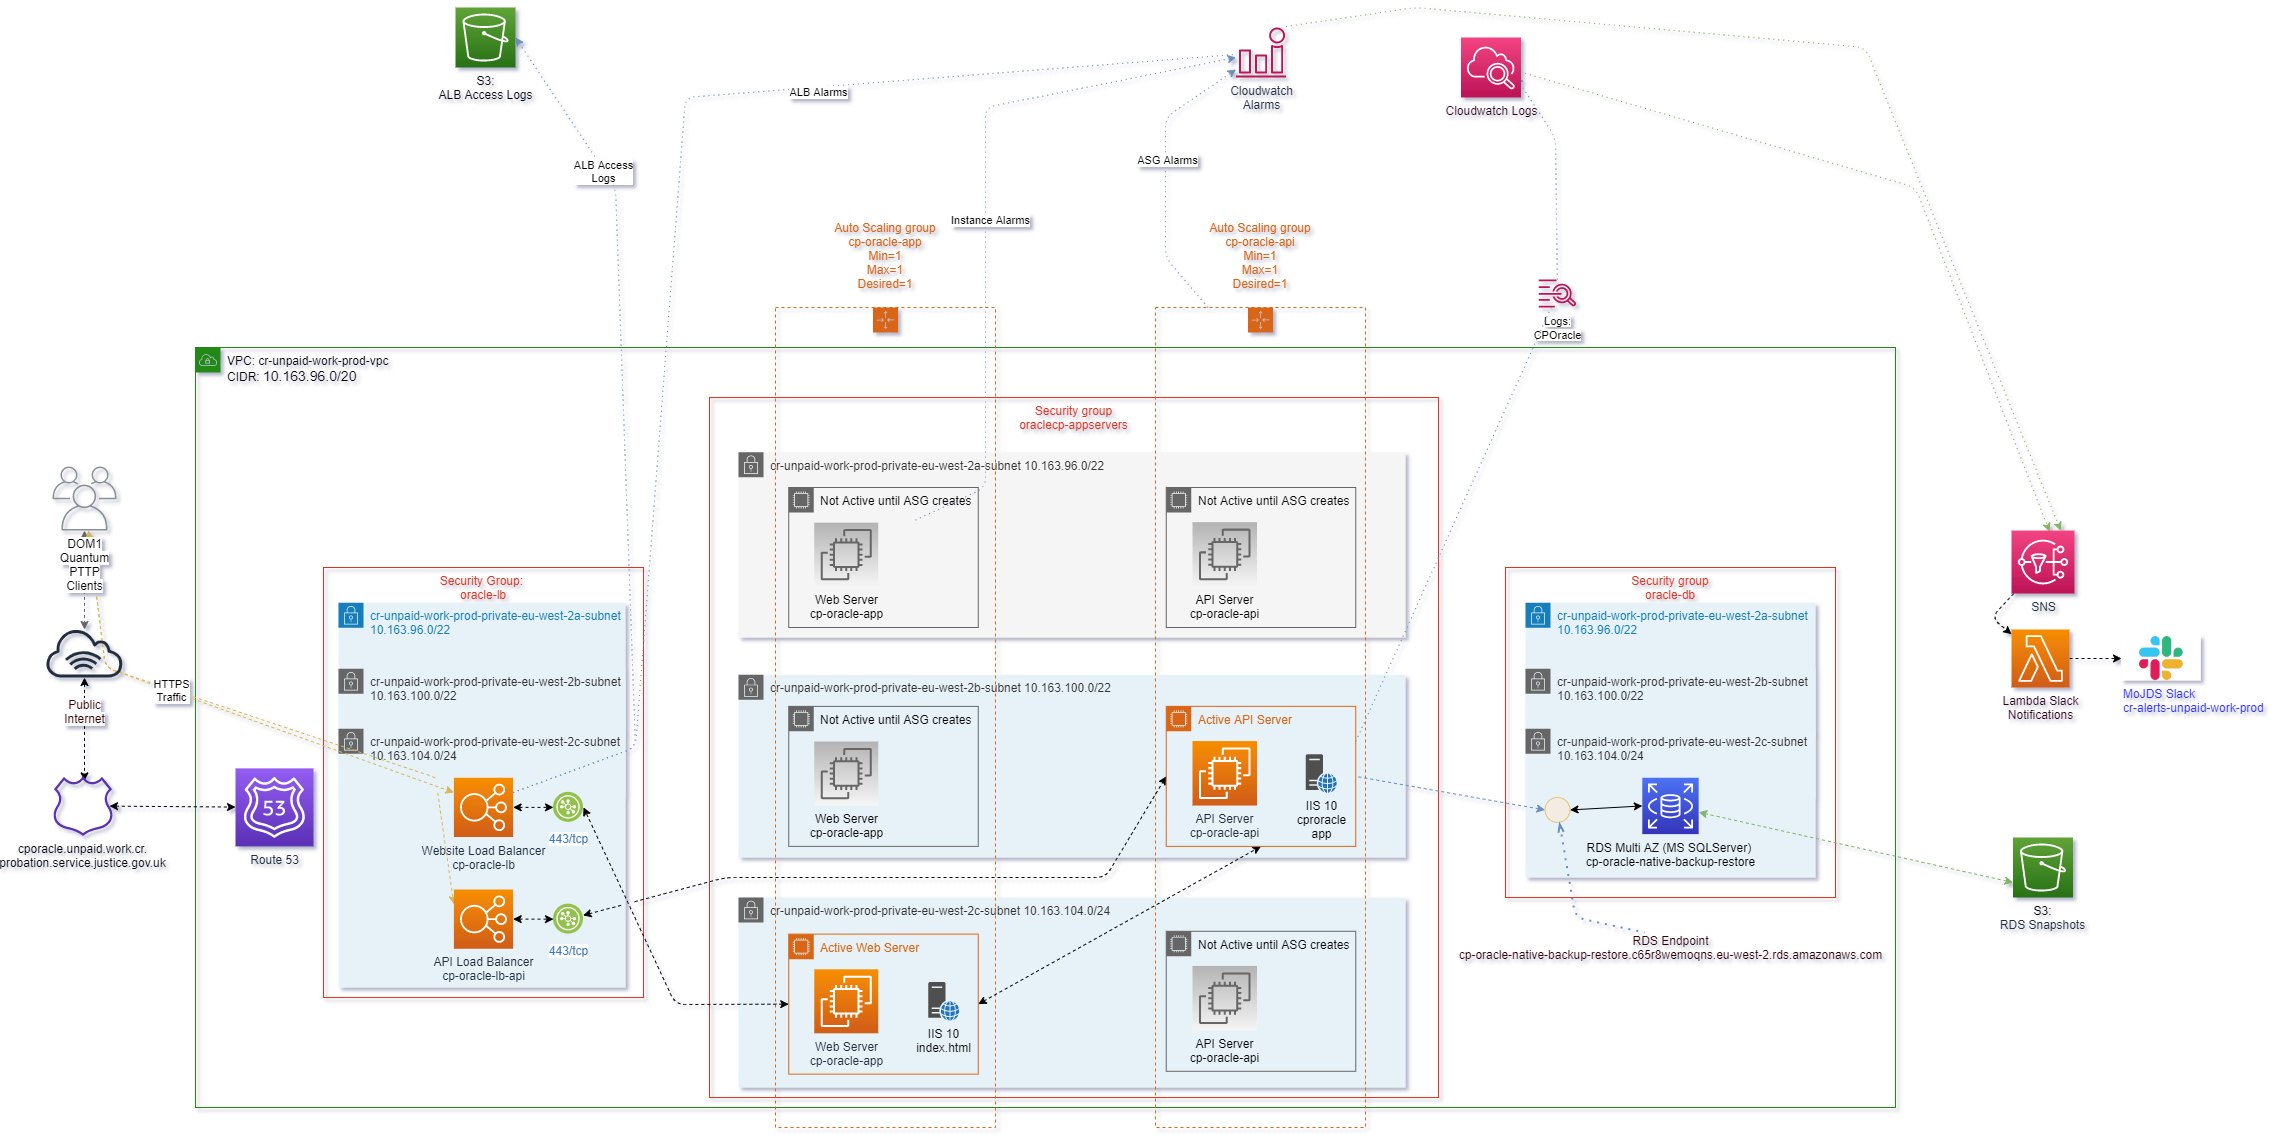 S3:
ALB Access Logs
Cloudwatch
Alarms
Cloudwatch Logs
ALB Alarms
ALB Access
Logs
ASG Alarms
Instance Alarms
Auto Scaling group
cp-oracle-app
Min=1
Max=1
Desired=1
Auto Scaling group
cp-oracle-api
Min=1
Max=1
Desired=1
Logs:
CPOracle
VPC: cr-unpaid-work-prod-vpc
CIDR: 10.163.96.0/20
Security group
oraclecp-appservers
cr-unpaid-work-prod-private-eu-west-2a-subnet 10.163.96.0/22
Not Active until ASG creates
Web Server
cp-oracle-app
Not Active until ASG creates
API Server
cp-oracle-api
cr-unpaid-work-prod-private-eu-west-2b-subnet 10.163.100.0/22
Not Active until ASG creates
Web Server
cp-oracle-app
Active API Server
API Server
cp-oracle-api
IIS 10
cproracle
app
cr-unpaid-work-prod-private-eu-west-2c-subnet 10.163.104.0/24
Active Web Server
Web Server
cp-oracle-app
IIS 10
index.html
Not Active until ASG creates
API Server
cp-oracle-api
DOM1
Quantum
PTTP
Clients
Public
Internet
HTTPS
Traffic
cporacle.unpaid.work.cr.
probation.service.justice.gov.uk
53
Route 53
Security Group:
oracle-lb
cr-unpaid-work-prod-private-eu-west-2a-subnet
10.163.96.0/22
cr-unpaid-work-prod-private-eu-west-2b-subnet
10.163.100.0/22
cr-unpaid-work-prod-private-eu-west-2c-subnet
10.163.104.0/24
Website Load Balancer
cp-oracle-lb
443/tcp
API Load Balancer
cp-oracle-lb-api
443/tcp
Security group
oracle-db
cr-unpaid-work-prod-private-eu-west-2a-subnet
10.163.96.0/22
cr-unpaid-work-prod-private-eu-west-2b-subnet
10.163.100.0/22
cr-unpaid-work-prod-private-eu-west-2c-subnet
10.163.104.0/24
RDS Multi AZ (MS SQLServer)
cp-oracle-native-backup-restore
RDS Endpoint
cp-oracle-native-backup-restore.c65r8wemoqns.eu-west-2.rds.amazonaws.com
SNS
Lambda Slack
Notifications
MoJDS Slack
cr-alerts-unpaid-work-prod
S3:
RDS Snapshots